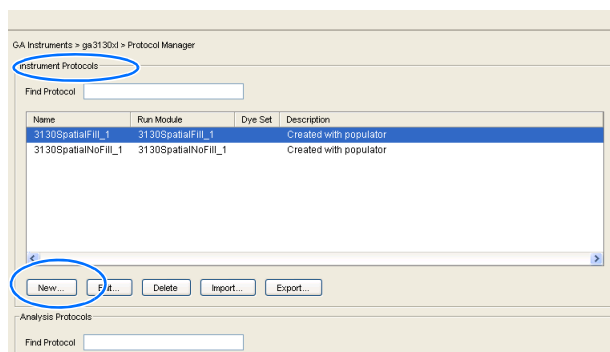 GA Instruments > ga3130xl > Protocol Manager
Instrument Protocols
Find Protocol
Name Run Module Dye Set Description
3130SpatialFill_1 3130SpatialFill_1 Created with populator
3130SpatialNoFill_1 3130SpatialNoFill_1 Created with populator
New... Edit... Delete Import... Export...
Analysis Protocols
Find Protocol